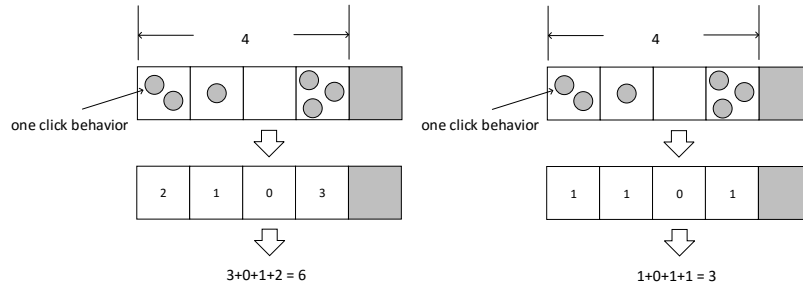 4
one click behavior
2 1 0 3
3+0+1+2 = 6
4
one click behavior
1 1 0 1
1+0+1+1 = 3